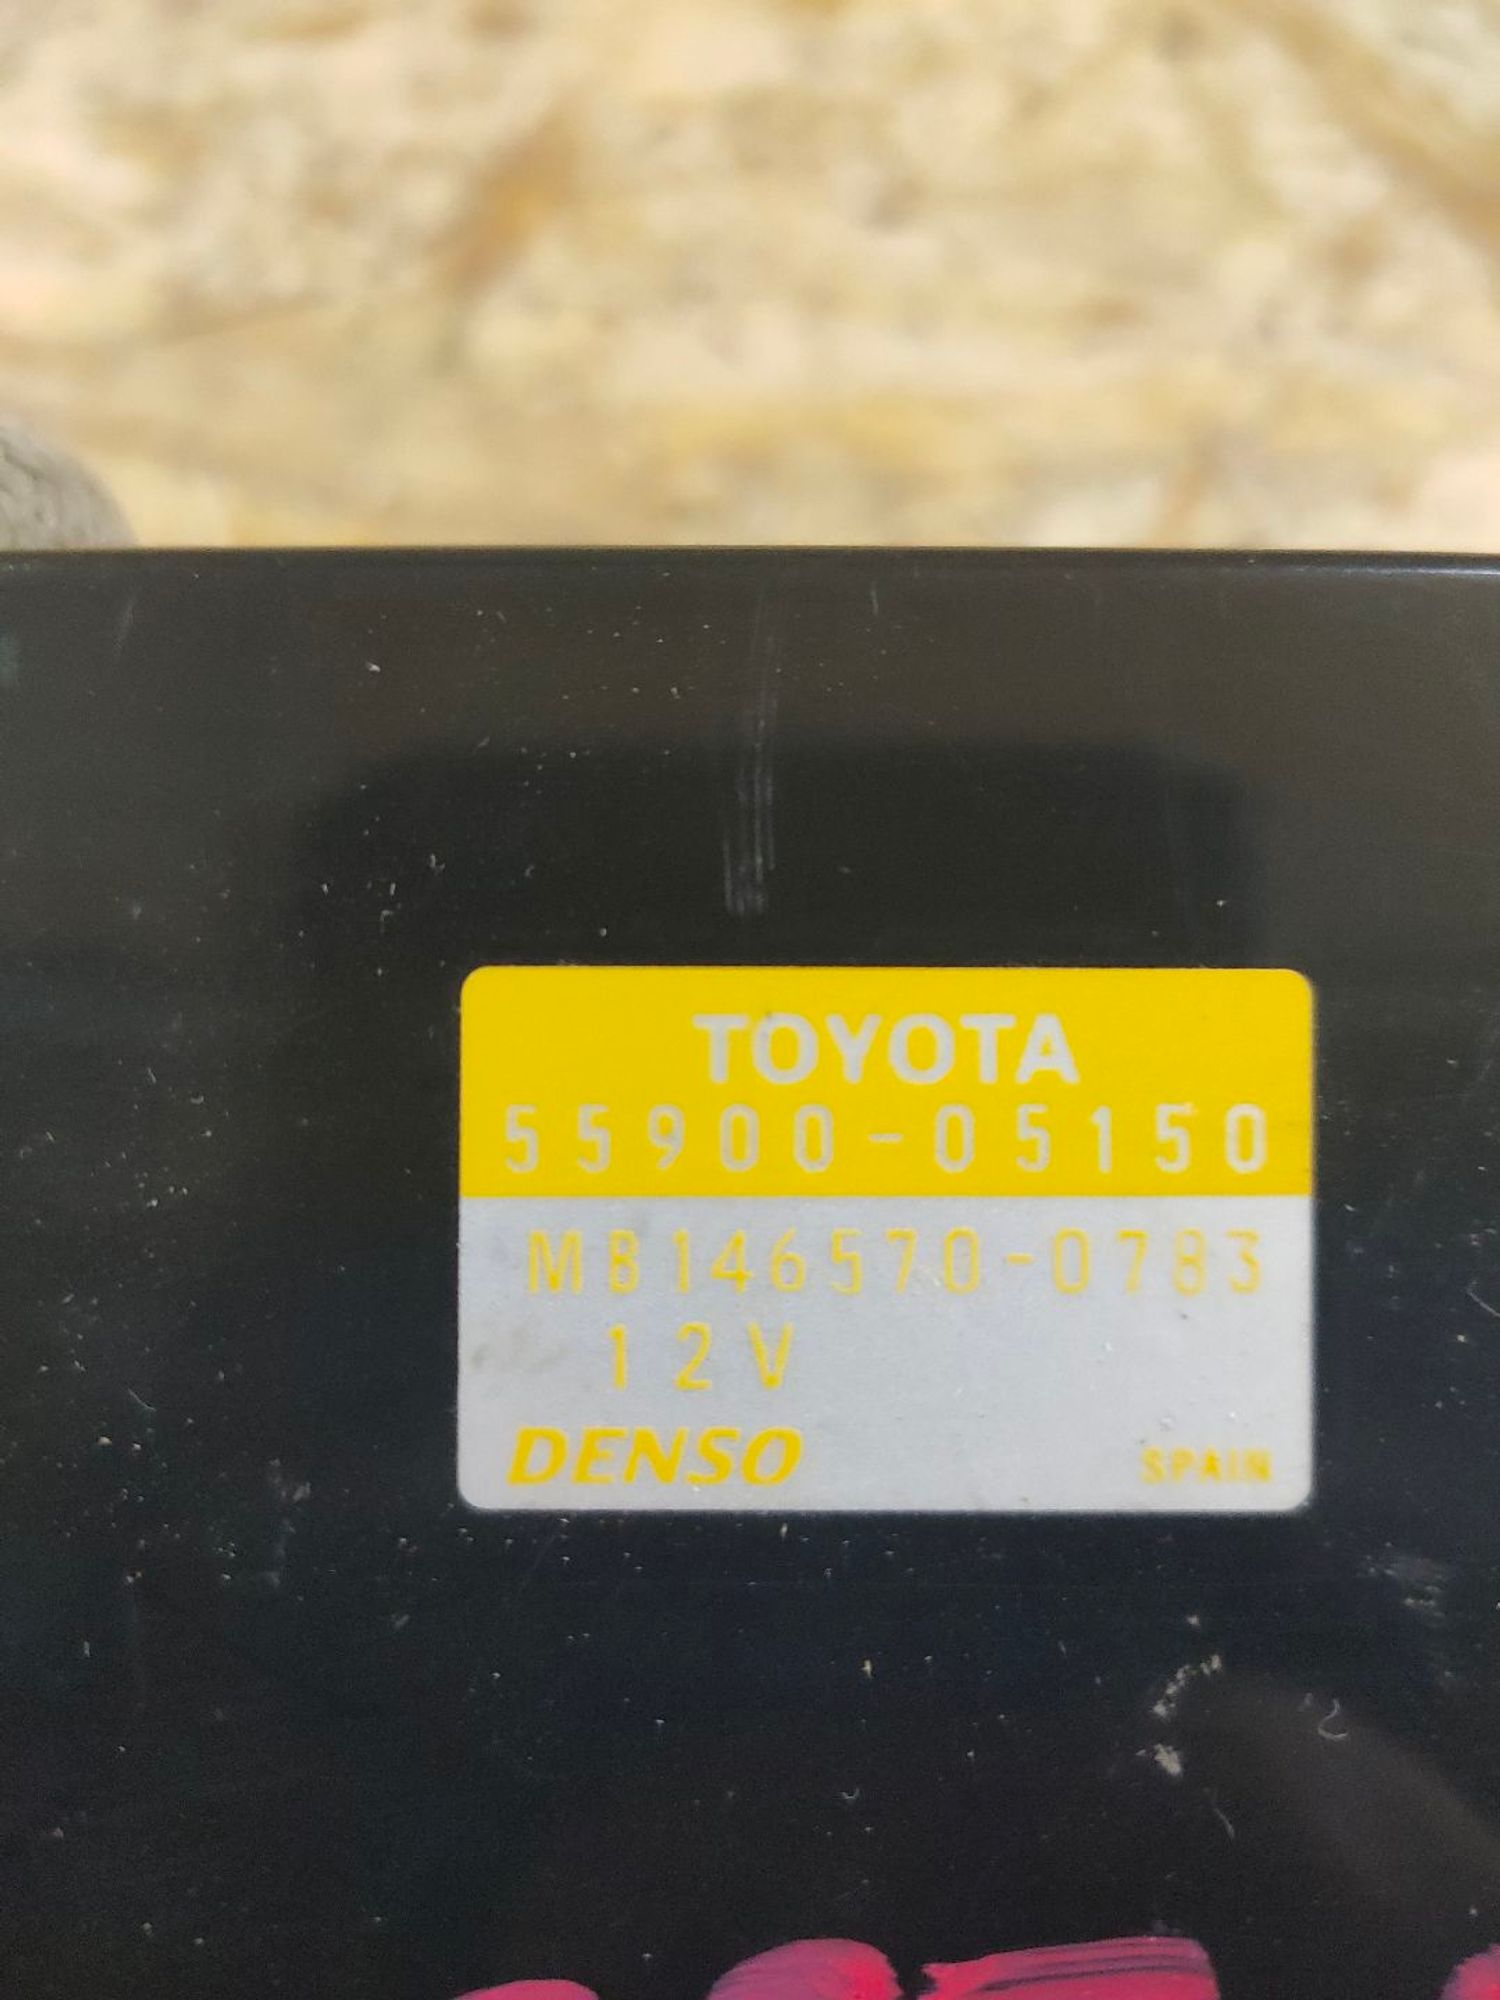 TOYOTA
55900-05150
MB146570-0783
12V
DENSO SPAIN